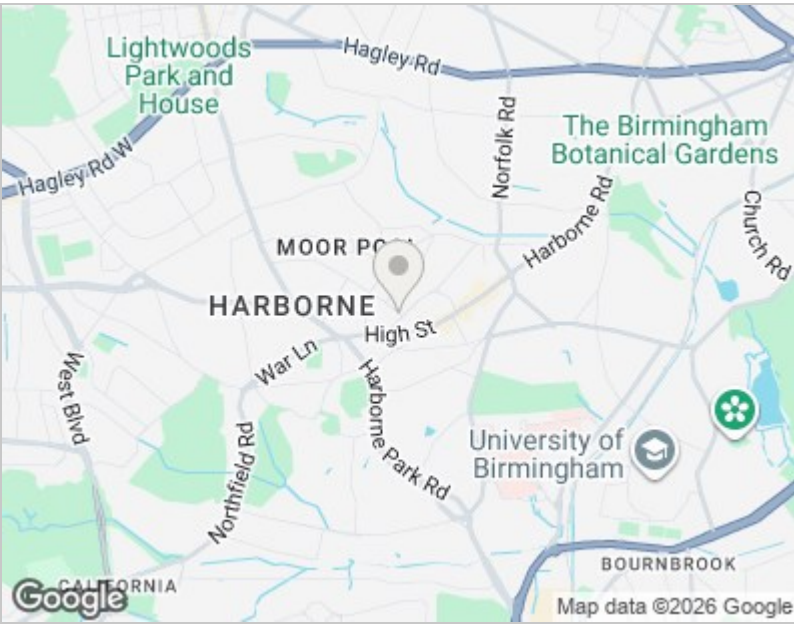 Lightwoods
Park and
House
Hagley Rd
Norfolk Rd
The Birmingham
Botanical Gardens
Hagley Rd W
Harborne Rd
Church Rd
MOOR
HARBORNE
High St
War Ln
West Blvd
Harborne Park Rd
Northfield Rd
University of
Birmingham
BOURNBROOK
CALIFORNIA
Google
Map data ©2026 Google